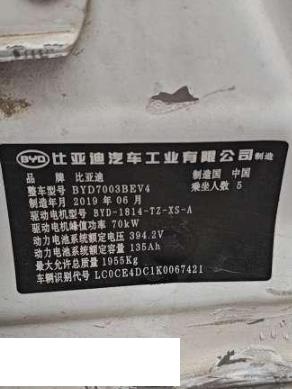 BYD 比亚迪汽车工业有限公司 制造
品牌 比亚迪 制造国 中国
整车型号 BYD7003BEV4 乘坐人数 5
制造年月 2019 年 06 月
驱动电机型号 BYD-1814-TZ-XS-A
驱动电机峰值功率 70kW
动力电池系统额定电压 394.2V
动力电池系统额定容量 135Ah
最大允许总质量 1955Kg
车辆识别代号 LC0CE4DC1K0067421